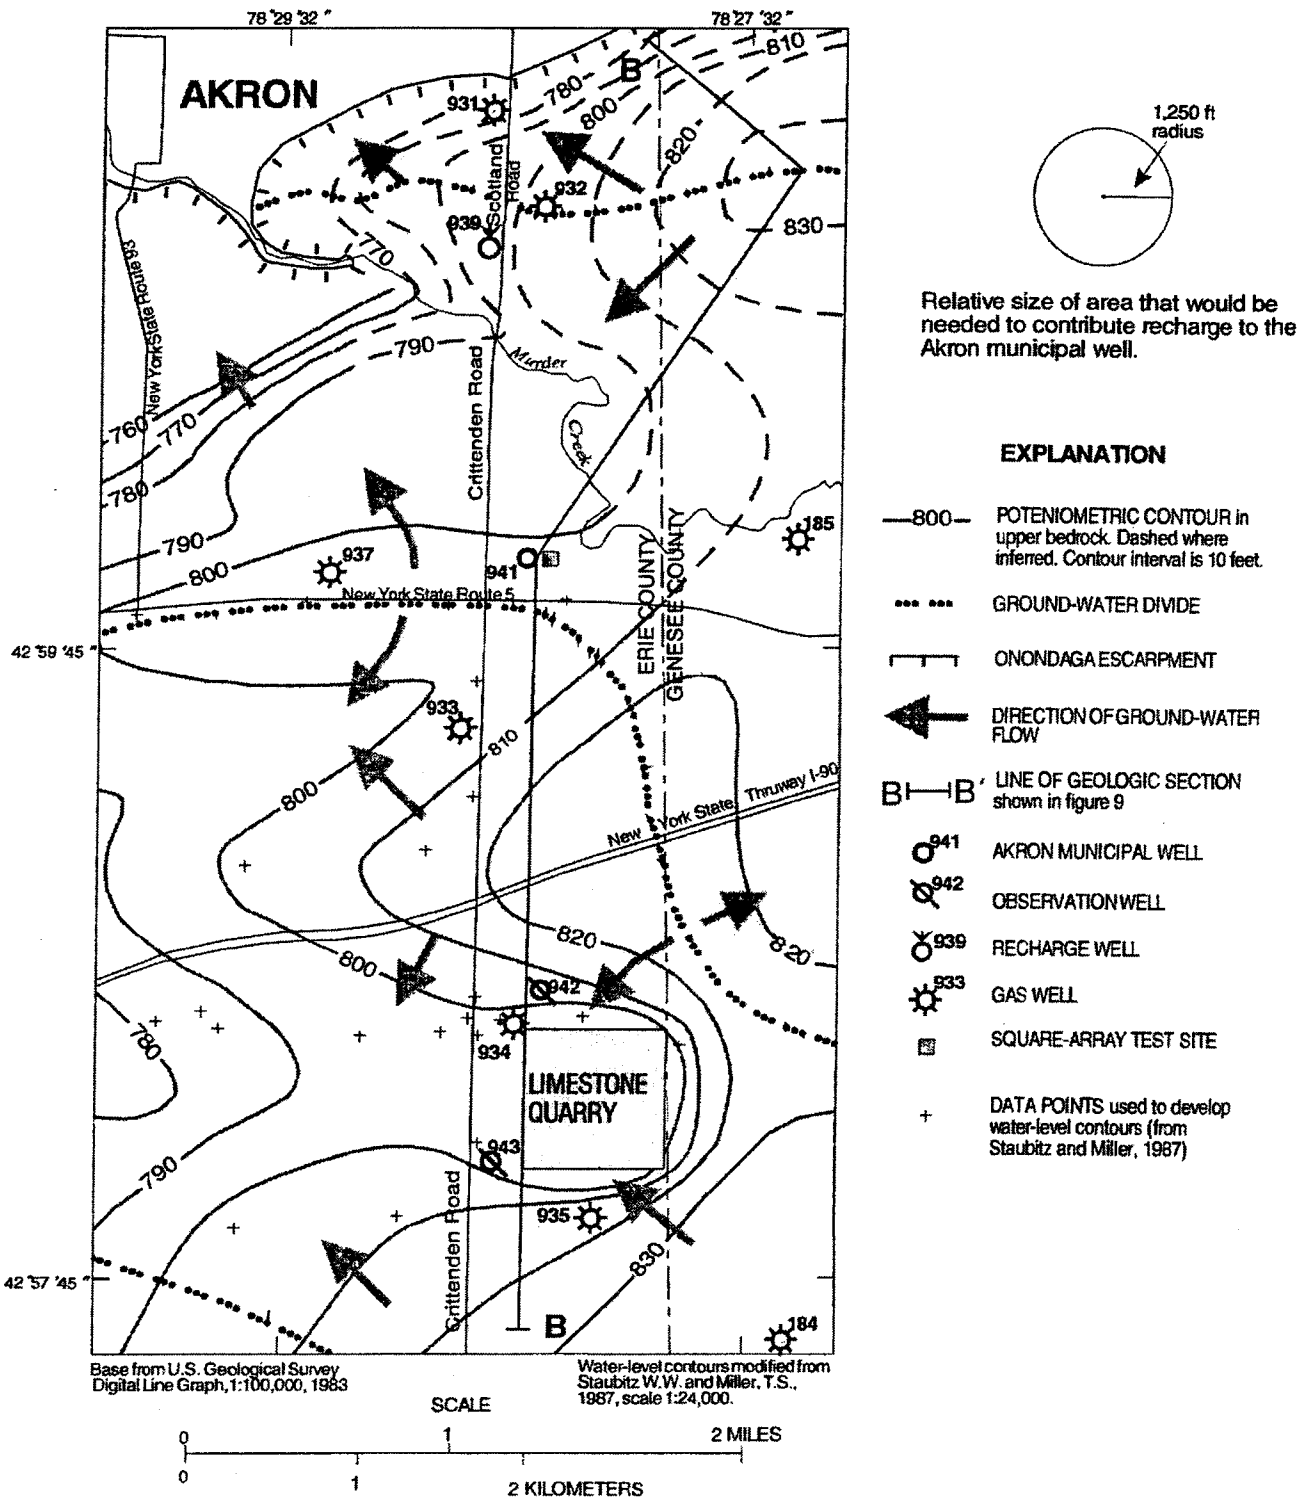 78 °29 '32 "
78 °27 '32 "
810
B
780
AKRON
931
800
820
1,250 ft
radius
Scotland
Road
932
939
830
770
New York State Route 93
Relative size of area that would be
needed to contribute recharge to the
Akron municipal well.
790
Murder
Creek
Crittenden Road
760
770
780
EXPLANATION
185
790
800
937
941
New York State Route 5
ERIE COUNTY
GENESEE COUNTY
800
POTENIOMETRIC CONTOUR in
upper bedrock. Dashed where
inferred. Contour interval is 10 feet.
GROUND-WATER DIVIDE
42 °59 '45 "
ONONDAGA ESCARPMENT
933
810
DIRECTION OF GROUND-WATER
FLOW
800
New York State Thruway I-90
B B'
LINE OF GEOLOGIC SECTION
shown in figure 9
941
AKRON MUNICIPAL WELL
942
OBSERVATION WELL
820
820
800
939
RECHARGE WELL
942
933
GAS WELL
780
934
SQUARE-ARRAY TEST SITE
LIMESTONE
QUARRY
DATA POINTS used to develop
water-level contours (from
Staubitz and Miller, 1987)
943
790
Crittenden Road
935
830
42 °57 '45 "
B
184
Base from U.S. Geological Survey
Digital Line Graph, 1:100,000, 1983
Water-level contours modified from
Staubitz W.W. and Miller, T.S.,
1987, scale 1:24,000.
SCALE
0 1 2 MILES
0 1 2 KILOMETERS